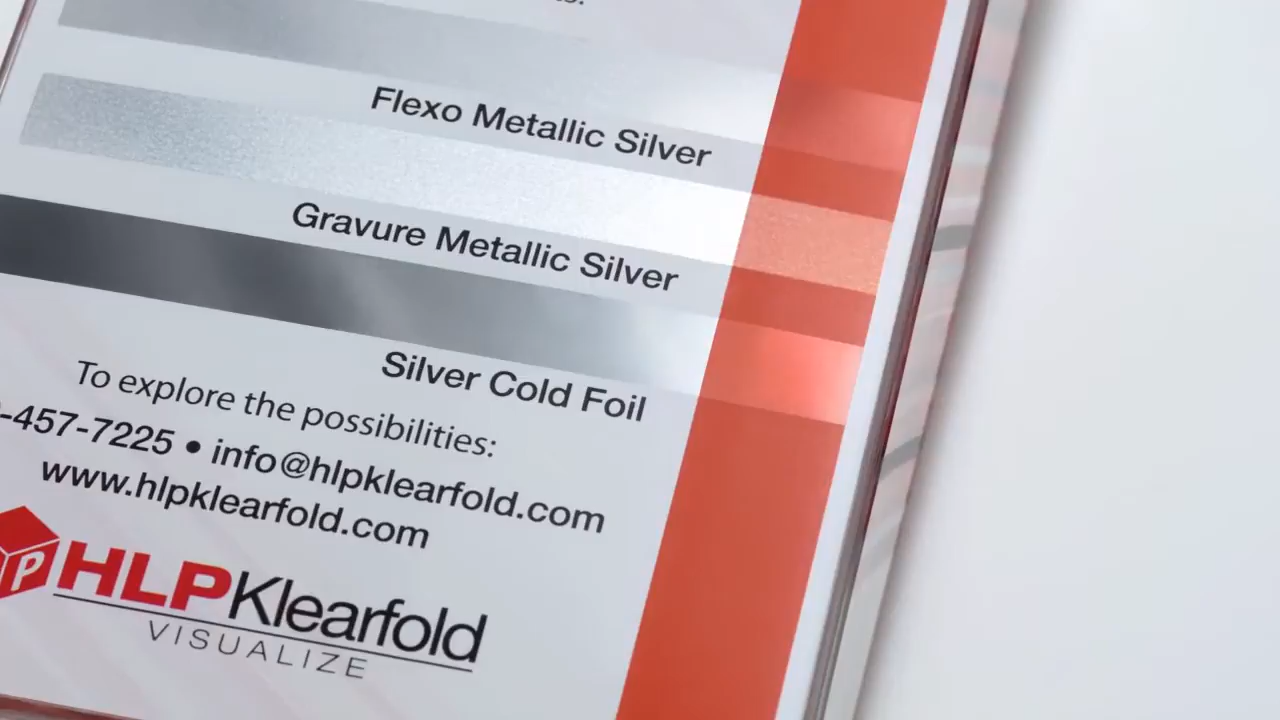 Flexo Metallic Silver
Gravure Metallic Silver
Silver Cold Foil
To explore the possibilities:
-457-7225 • info@hlpklearfold.com
www.hlpklearfold.com
P HLPKlearfold
VISUALIZE